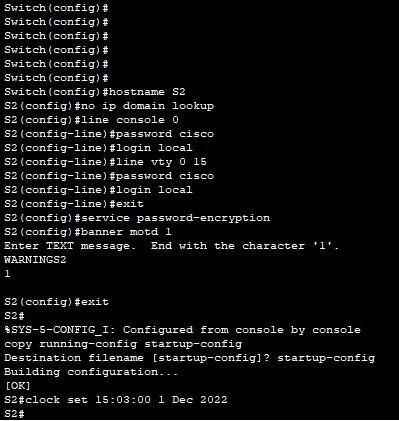 Switch(config)#
Switch(config)#
Switch(config)#
Switch(config)#
Switch(config)#
Switch(config)#
Switch(config)#hostname S2
S2(config)#no ip domain lookup
S2(config)#line console 0
S2(config-line)#password cisco
S2(config-line)#login local
S2(config-line)#line vty 0 15
S2(config-line)#password cisco
S2(config-line)#login local
S2(config-line)#exit
S2(config)#service password-encryption
S2(config)#banner motd 1
Enter TEXT message.  End with the character '1'.
WARNINGS2
1
S2(config)#exit
S2#
%SYS-5-CONFIG_I: Configured from console by console
copy running-config startup-config
Destination filename [startup-config]? startup-config
Building configuration...
[OK]
S2#clock set 15:03:00 1 Dec 2022
S2#